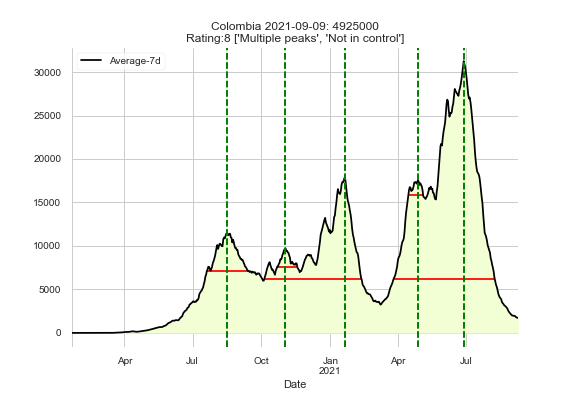 Colombia 2021-09-09: 4925000
Rating:8 ['Multiple peaks', 'Not in control']
Average-7d
30000
25000
20000
15000
10000
5000
0
Apr
Jul
Oct
Jan
2021
Apr
Jul
Date